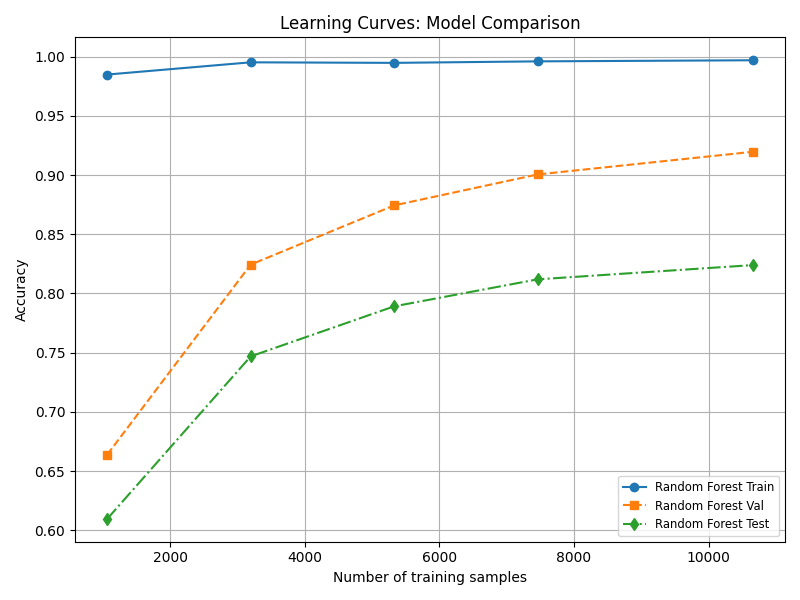 Learning Curves: Model Comparison
1.00
0.95
0.90
0.85
0.80
0.75
0.70
0.65
0.60
Accuracy
2000
4000
6000
8000
10000
Number of training samples
Random Forest Train
Random Forest Val
Random Forest Test